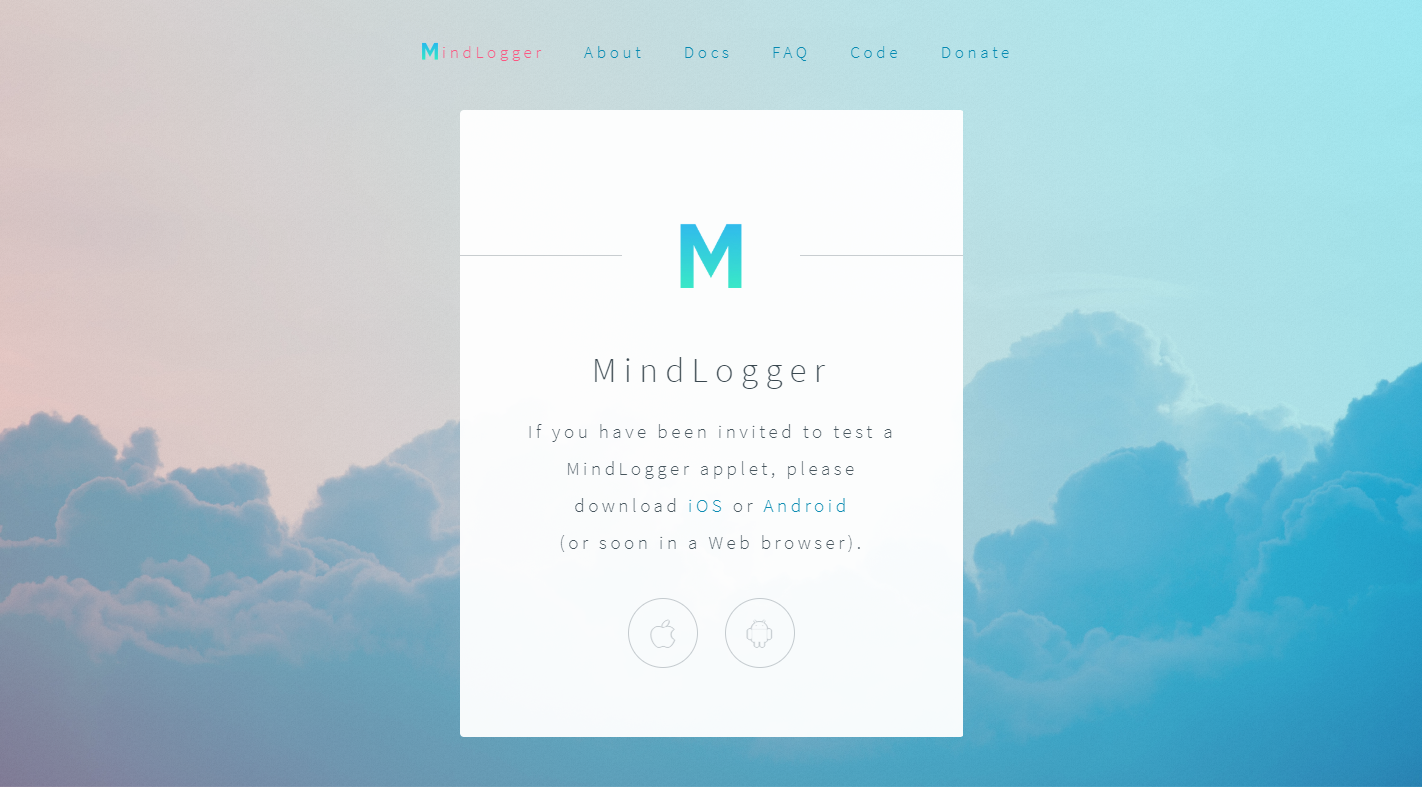 MindLogger About Docs FAQ Code Donate
M
MindLogger
If you have been invited to test a
MindLogger applet, please
download iOS or Android
(or soon in a Web browser).